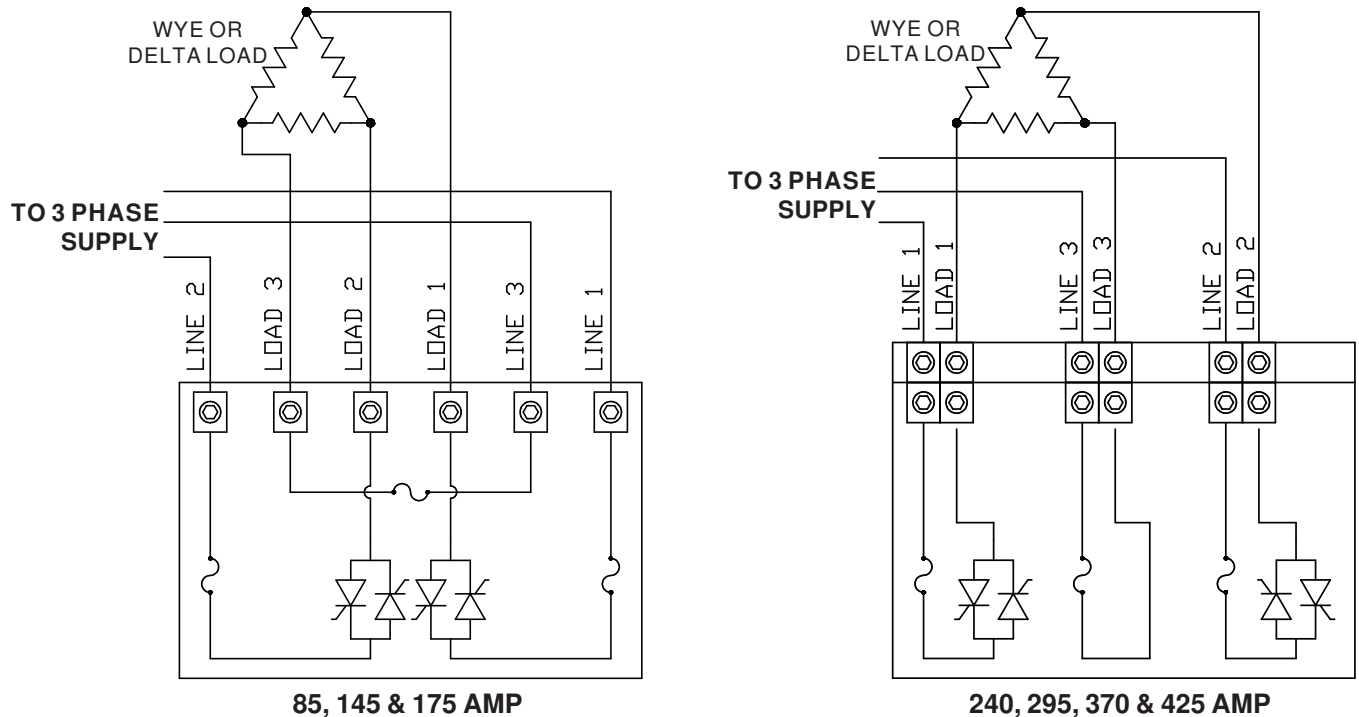 WYE OR
DELTA LOAD
TO 3 PHASE
SUPPLY
LINE 2
LOAD 3
LOAD 2
LOAD 1
LINE 3
LINE 1
85, 145 & 175 AMP
WYE OR
DELTA LOAD
TO 3 PHASE
SUPPLY
LINE 1
LOAD 1
LINE 3
LOAD 3
LINE 2
LOAD 2
240, 295, 370 & 425 AMP